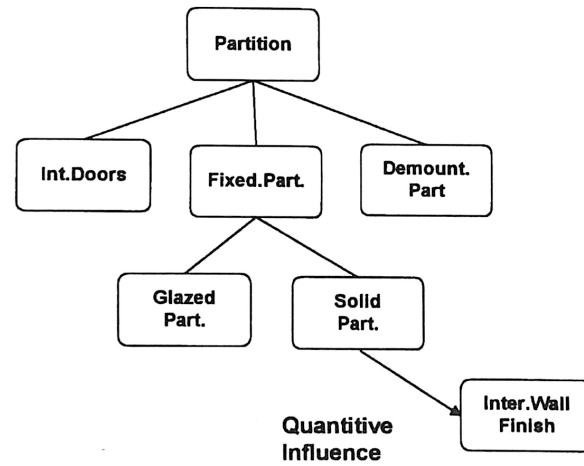 Partition
Int.Doors
Fixed.Part.
Demount.
Part
Glazed
Part.
Solid
Part.
Inter.Wall
Finish
Quantitive
Influence